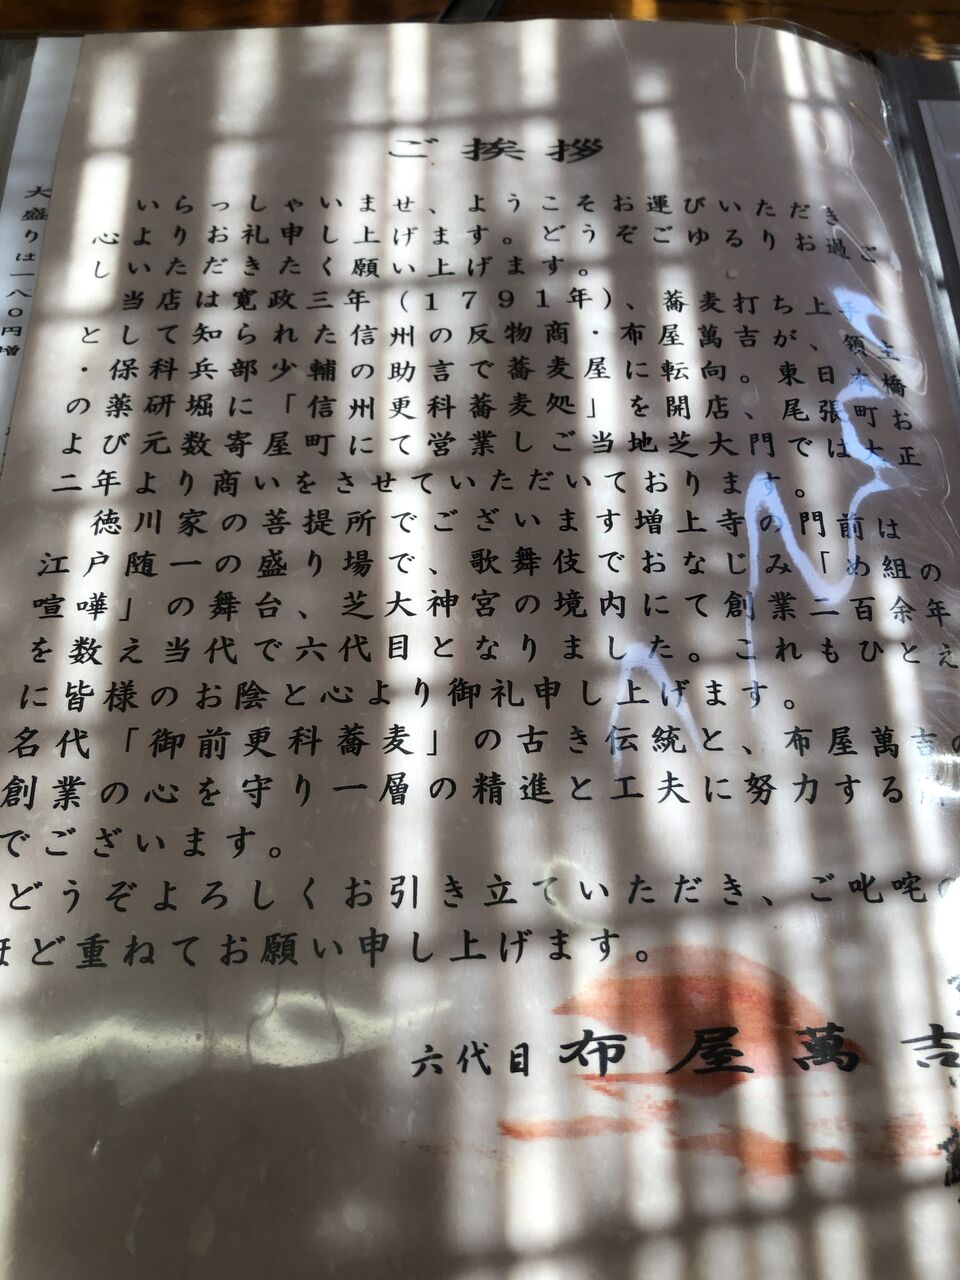 ご挨拶
いらっしゃいませ、ようこそお運びいただき
心よりお礼申し上げます。どうぞごゆるりお過ご
しいただきたく願い上げます。
当店は寛政三年(1791年)、蕎麦打ち上手
として知られた信州の反物商・布屋萬吉が、領主
・保科兵部少輔の助言で蕎麦屋に転向。東日本橋
の薬研堀に「信州更科蕎麦処」を開店、尾張町お
よび元数寄屋町にて営業しご当地芝大門では大正
二年より商いをさせていただいております。
徳川家の菩提所でございます増上寺の門前は
江戸随一の盛り場で、歌舞伎でおなじみ「め組の
喧嘩」の舞台、芝大神宮の境内にて創業二百余年
を数え当代で六代目となりました。これもひとえ
に皆様のお陰と心より御礼申し上げます。
名代「御前更科蕎麦」の古き伝統と、布屋萬吉の
創業の心を守り一層の精進と工夫に努力する
でございます。
どうぞよろしくお引き立ていただき、ご叱咤の
ほど重ねてお願い申し上げます。
六代目 布屋萬吉
大盛りは一八〇円増